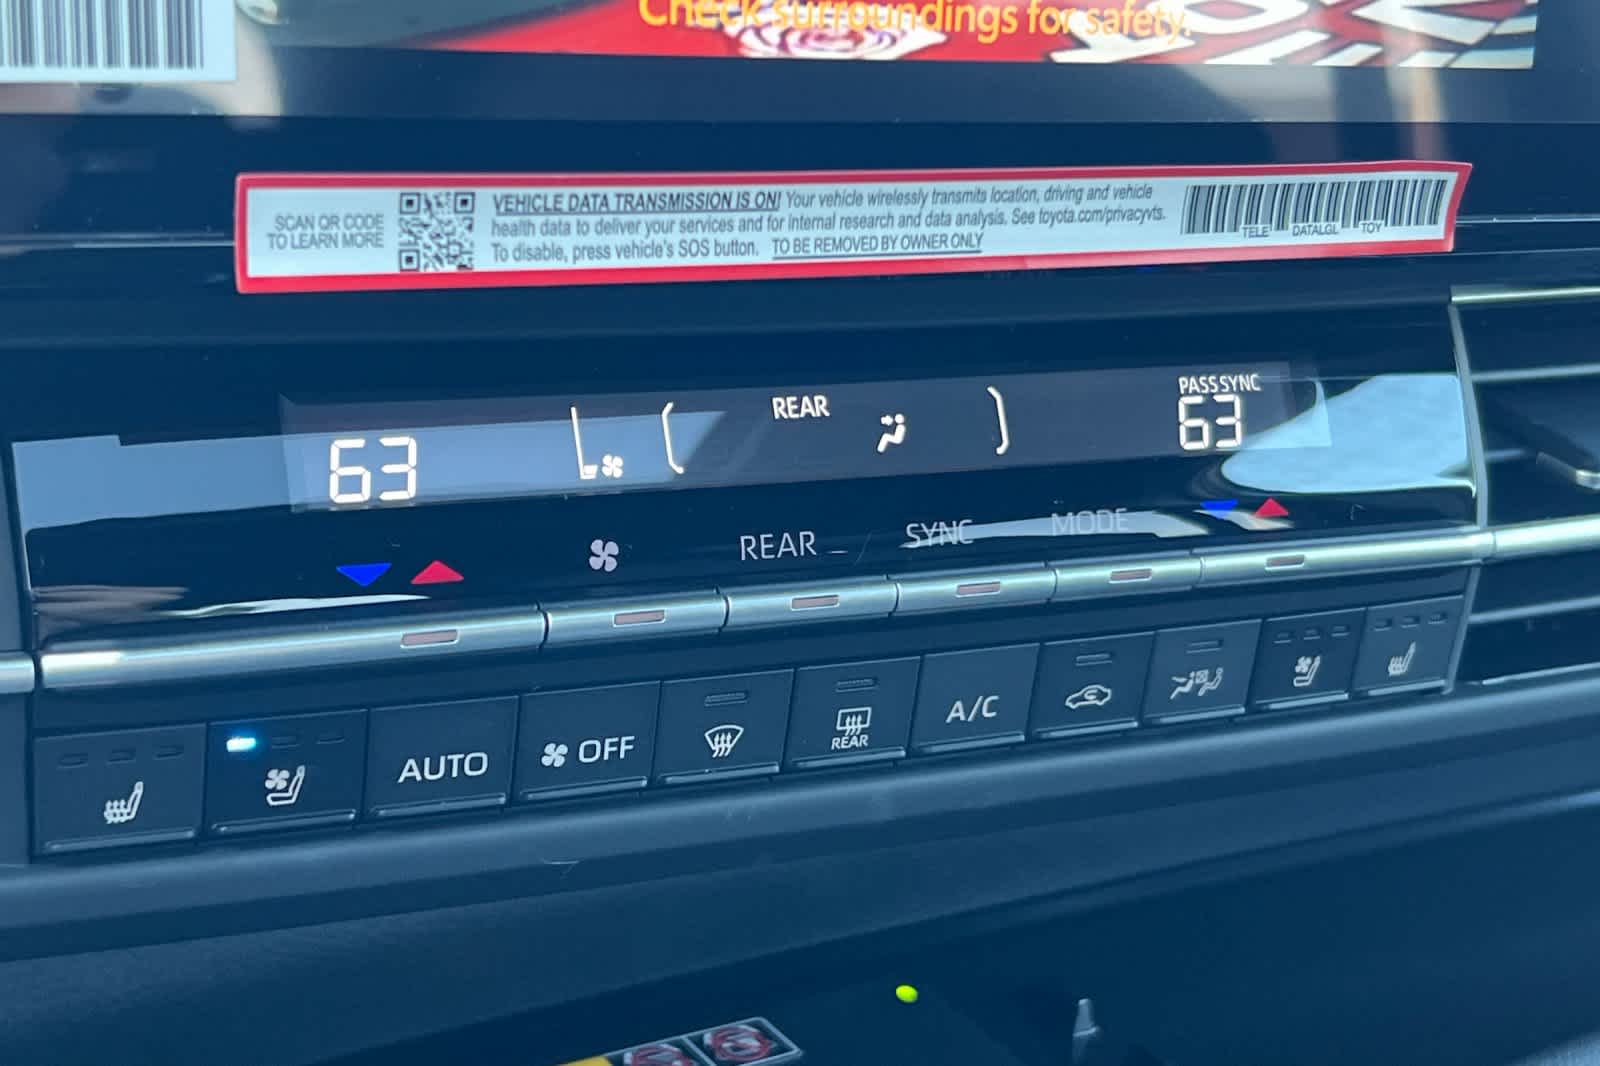 Check surroundings for safety.
SCAN QR CODE
TO LEARN MORE
VEHICLE DATA TRANSMISSION IS ON! Your vehicle wirelessly transmits location, driving and vehicle
health data to deliver your services and for internal research and data analysis. See toyota.com/privacyvts.
To disable, press vehicle's SOS button. TO BE REMOVED BY OWNER ONLY
TELE DATALGL TOY
63
REAR
PASS SYNC
63
REAR
SYNC
MODE
AUTO
OFF
REAR
A/C